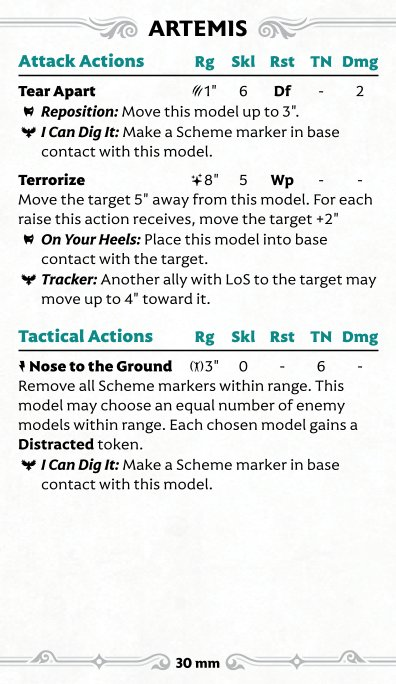 ARTEMIS
Attack Actions Rg Skl Rst TN Dmg
Tear Apart 1" 6 Df - 2
Reposition: Move this model up to 3".
I Can Dig It: Make a Scheme marker in base
contact with this model.
Terrorize 8" 5 Wp - -
Move the target 5" away from this model. For each
raise this action receives, move the target +2"
On Your Heels: Place this model into base
contact with the target.
Tracker: Another ally with LoS to the target may
move up to 4" toward it.
Tactical Actions Rg Skl Rst TN Dmg
Nose to the Ground 3" 0 - 6 -
Remove all Scheme markers within range. This
model may choose an equal number of enemy
models within range. Each chosen model gains a
Distracted token.
I Can Dig It: Make a Scheme marker in base
contact with this model.
30 mm